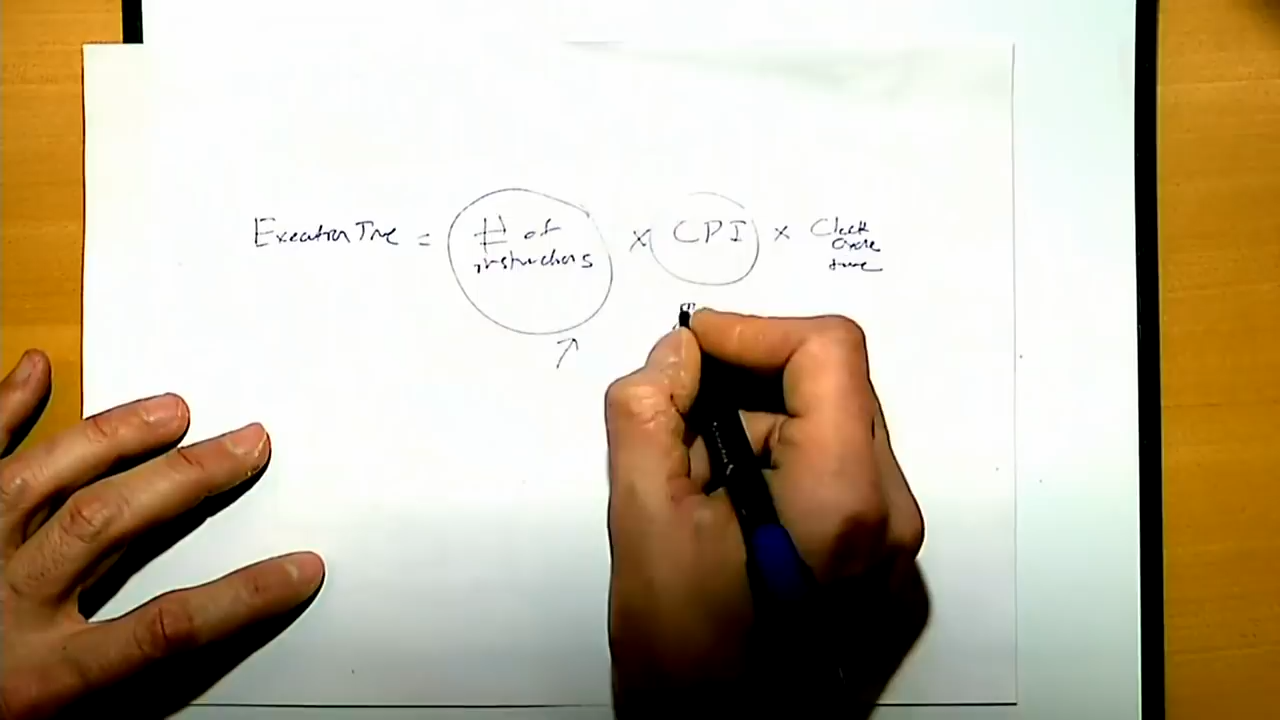 Execution Time = # of instructions × CPI × Clock Cycle time